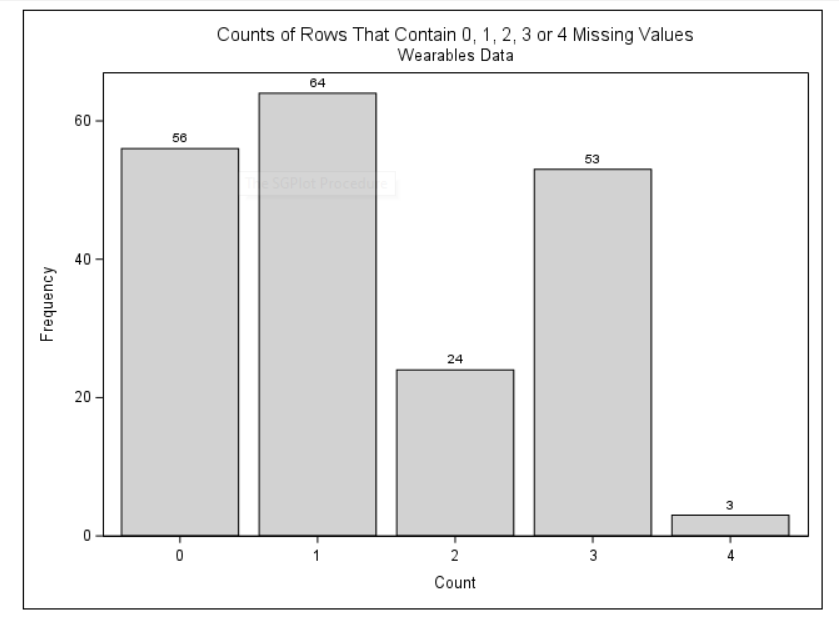 Counts of Rows That Contain 0, 1, 2, 3 or 4 Missing Values
Wearables Data
64
60
56
53
The SGPlot Procedure
40
Frequency
24
20
3
0
0 1 2 3 4
Count